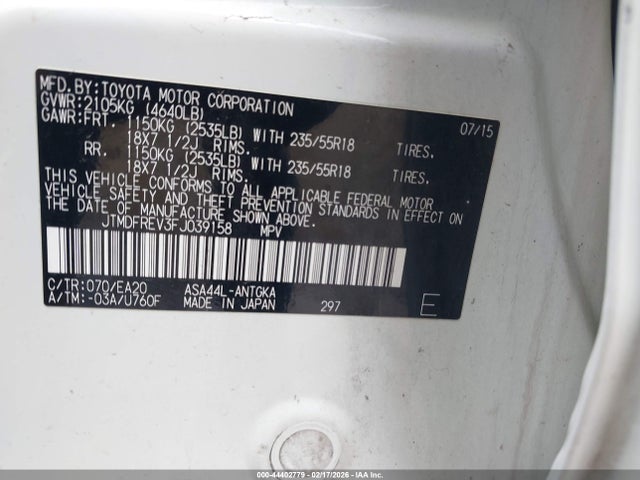 MFD.BY:TOYOTA MOTOR CORPORATION 07/15
GVWR:2105KG (4640LB)
GAWR:FRT. 1150KG (2535LB) WITH 235/55R18 TIRES.
18X7 1/2J RIMS.
RR. 1150KG (2535LB) WITH 235/55R18 TIRES.
18X7 1/2J RIMS.
THIS VEHICLE CONFORMS TO ALL APPLICABLE FEDERAL MOTOR
VEHICLE SAFETY AND THEFT PREVENTION STANDARDS IN EFFECT ON
THE DATE OF MANUFACTURE SHOWN ABOVE.
JTMDFREV3FJ039158 MPV
C/TR:070/EA20 ASA44L-ANTGKA
A/TM:-03A/U760F MADE IN JAPAN 297 E
000-44402779 - 02/17/2026 - IAAI.COM